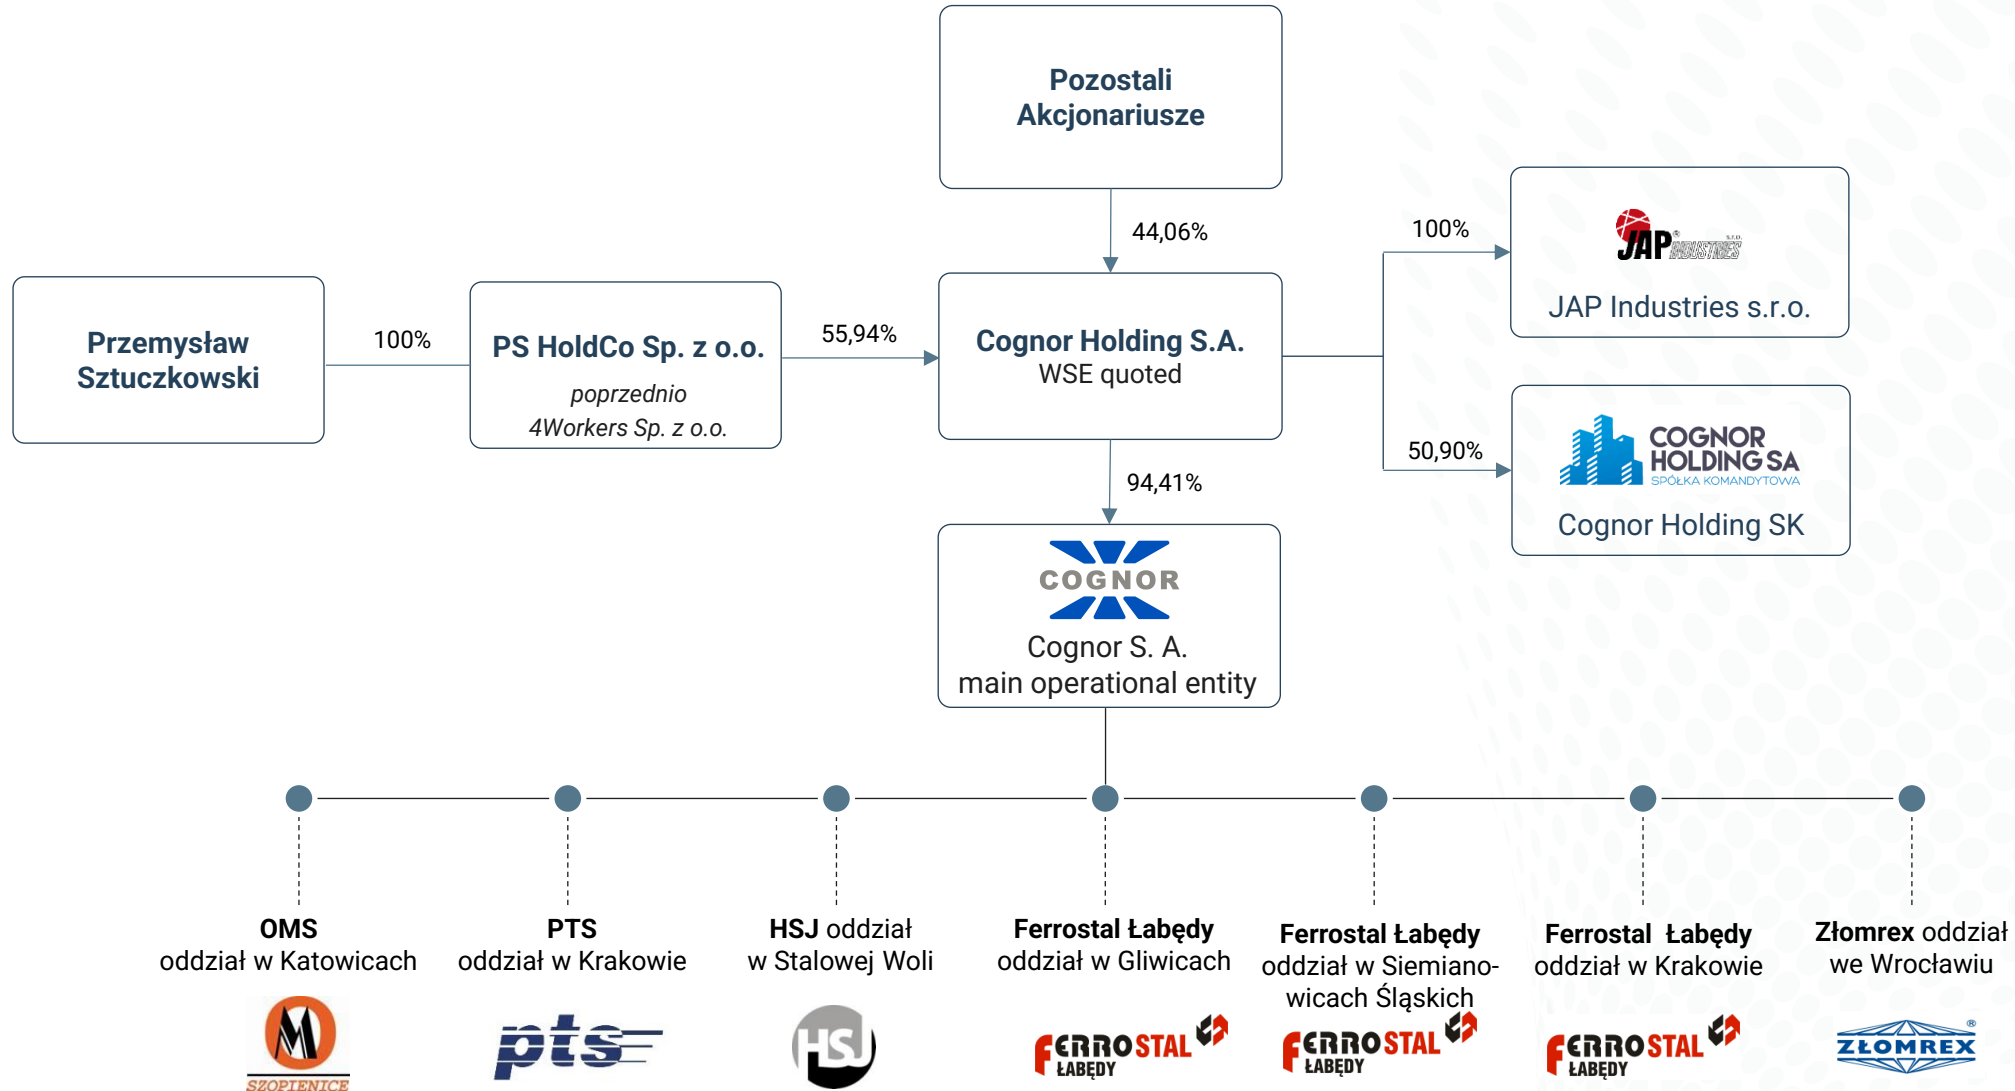 Pozostali
Akcjonariusze
44,06%
100%
JAP® s.r.o.
INDUSTRIES
JAP Industries s.r.o.
Przemysław
Sztuczkowski
100%
PS HoldCo Sp. z o.o.
poprzednio
4Workers Sp. z o.o.
55,94%
Cognor Holding S.A.
WSE quoted
50,90%
COGNOR
HOLDING SA
SPÓŁKA KOMANDYTOWA
Cognor Holding SK
94,41%
COGNOR
Cognor S. A.
main operational entity
OMS
oddział w Katowicach
SZOPIENICE
PTS
oddział w Krakowie
pts
HSJ oddział
w Stalowej Woli
HSJ
Ferrostal Łabędy
oddział w Gliwicach
FERROSTAL
ŁABĘDY
Ferrostal Łabędy
oddział w Siemiano-
wicach Śląskich
FERROSTAL
ŁABĘDY
Ferrostal Łabędy
oddział w Krakowie
FERROSTAL
ŁABĘDY
Złomrex oddział
we Wrocławiu
ZŁOMREX®